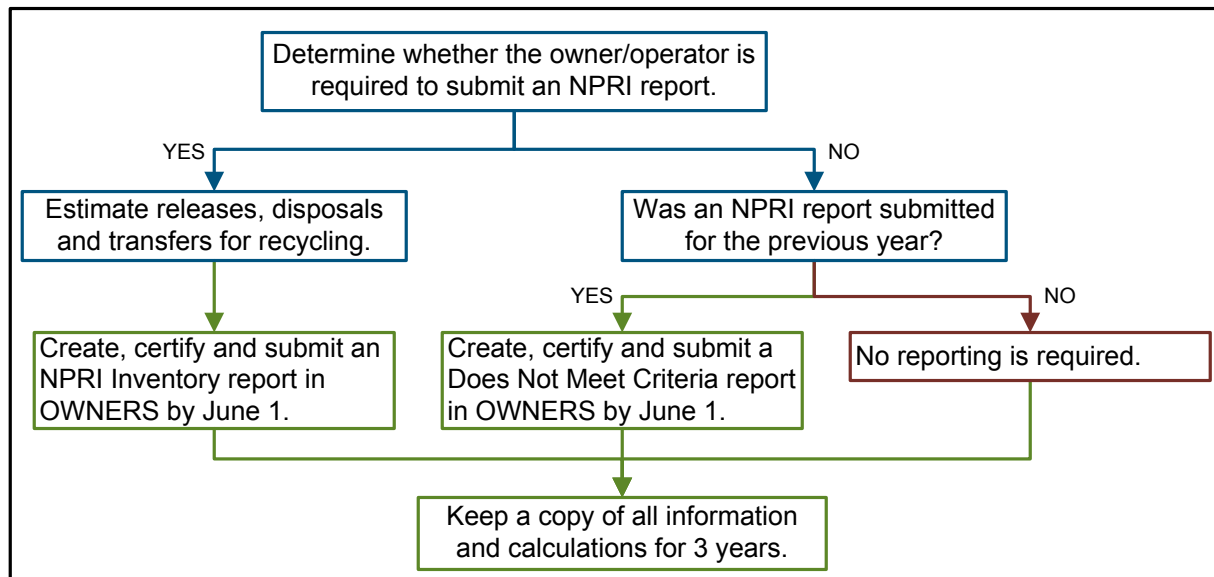 Determine whether the owner/operator is
required to submit an NPRI report.
YES
NO
Estimate releases, disposals
and transfers for recycling.
Was an NPRI report submitted
for the previous year?
YES
NO
Create, certify and submit an
NPRI Inventory report in
OWNERS by June 1.
Create, certify and submit a
Does Not Meet Criteria report
in OWNERS by June 1.
No reporting is required.
Keep a copy of all information
and calculations for 3 years.